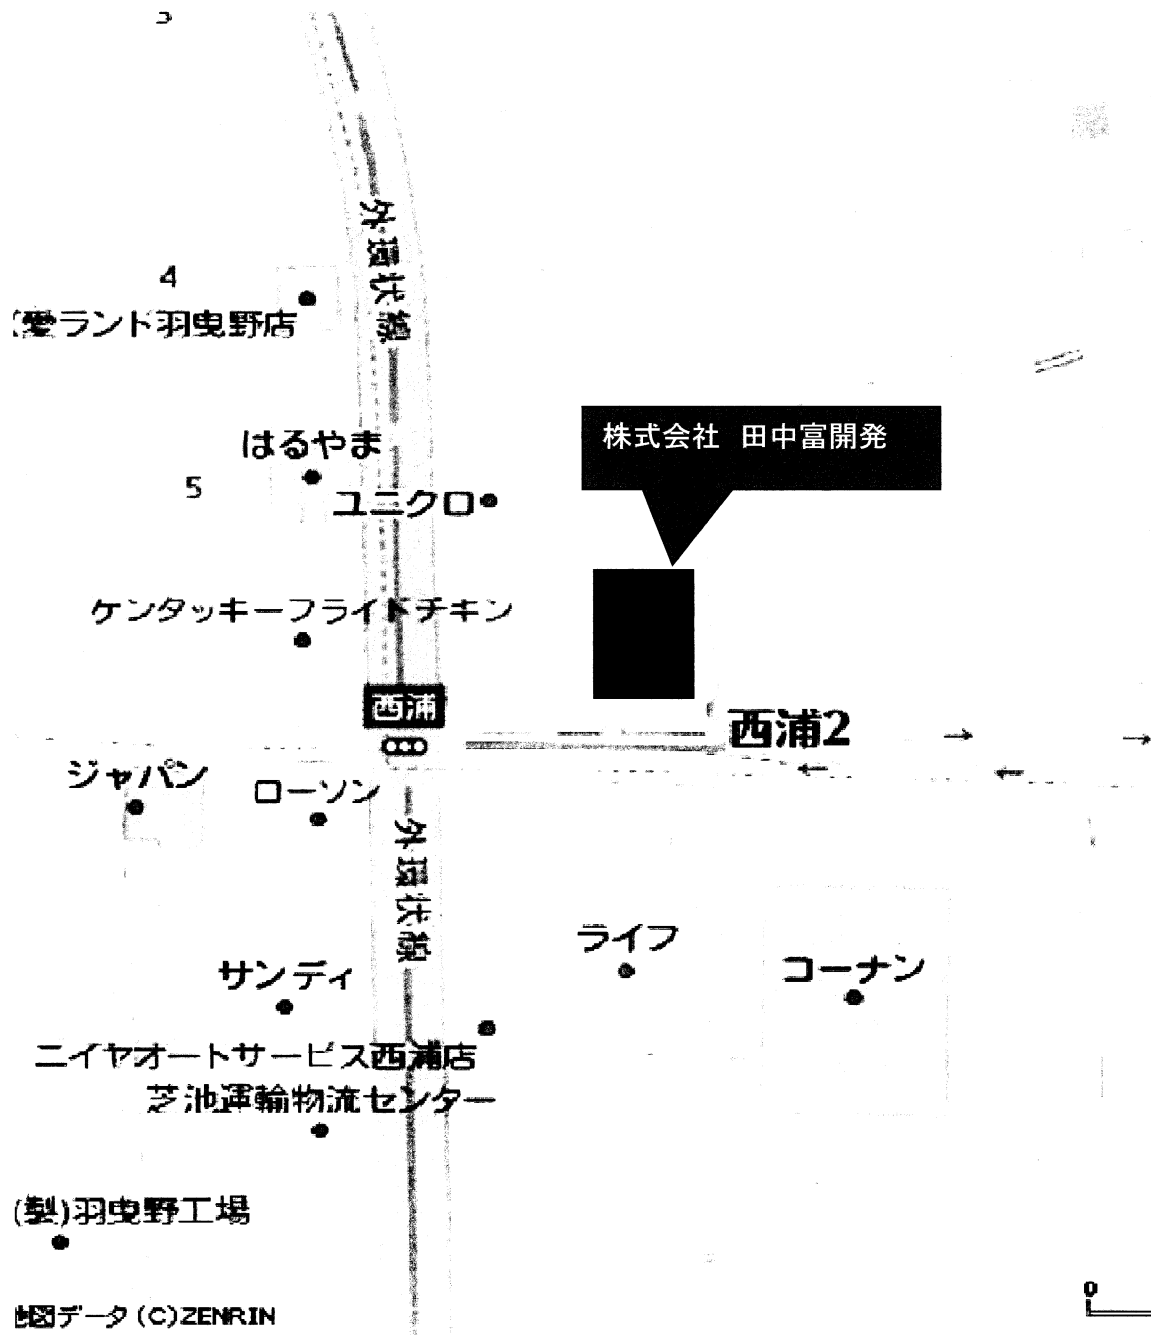 外環状線
4
愛ランド羽曳野店
株式会社 田中富開発
はるやま
5
ユニクロ
ケンタッキーフライドチキン
西浦
西浦2
ジャパン
ローソン
外環状線
ライフ
コーナン
サンディ
ニイヤオートサービス西浦店
芝池運輸物流センター
(製)羽曳野工場
0
地図データ(C)ZENRIN